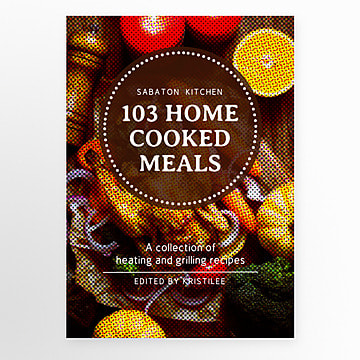 SABATON KITCHEN
103 HOME
COOKED
MEALS
A collection of
heating and grilling recipes
EDITED BY KRISTILEE